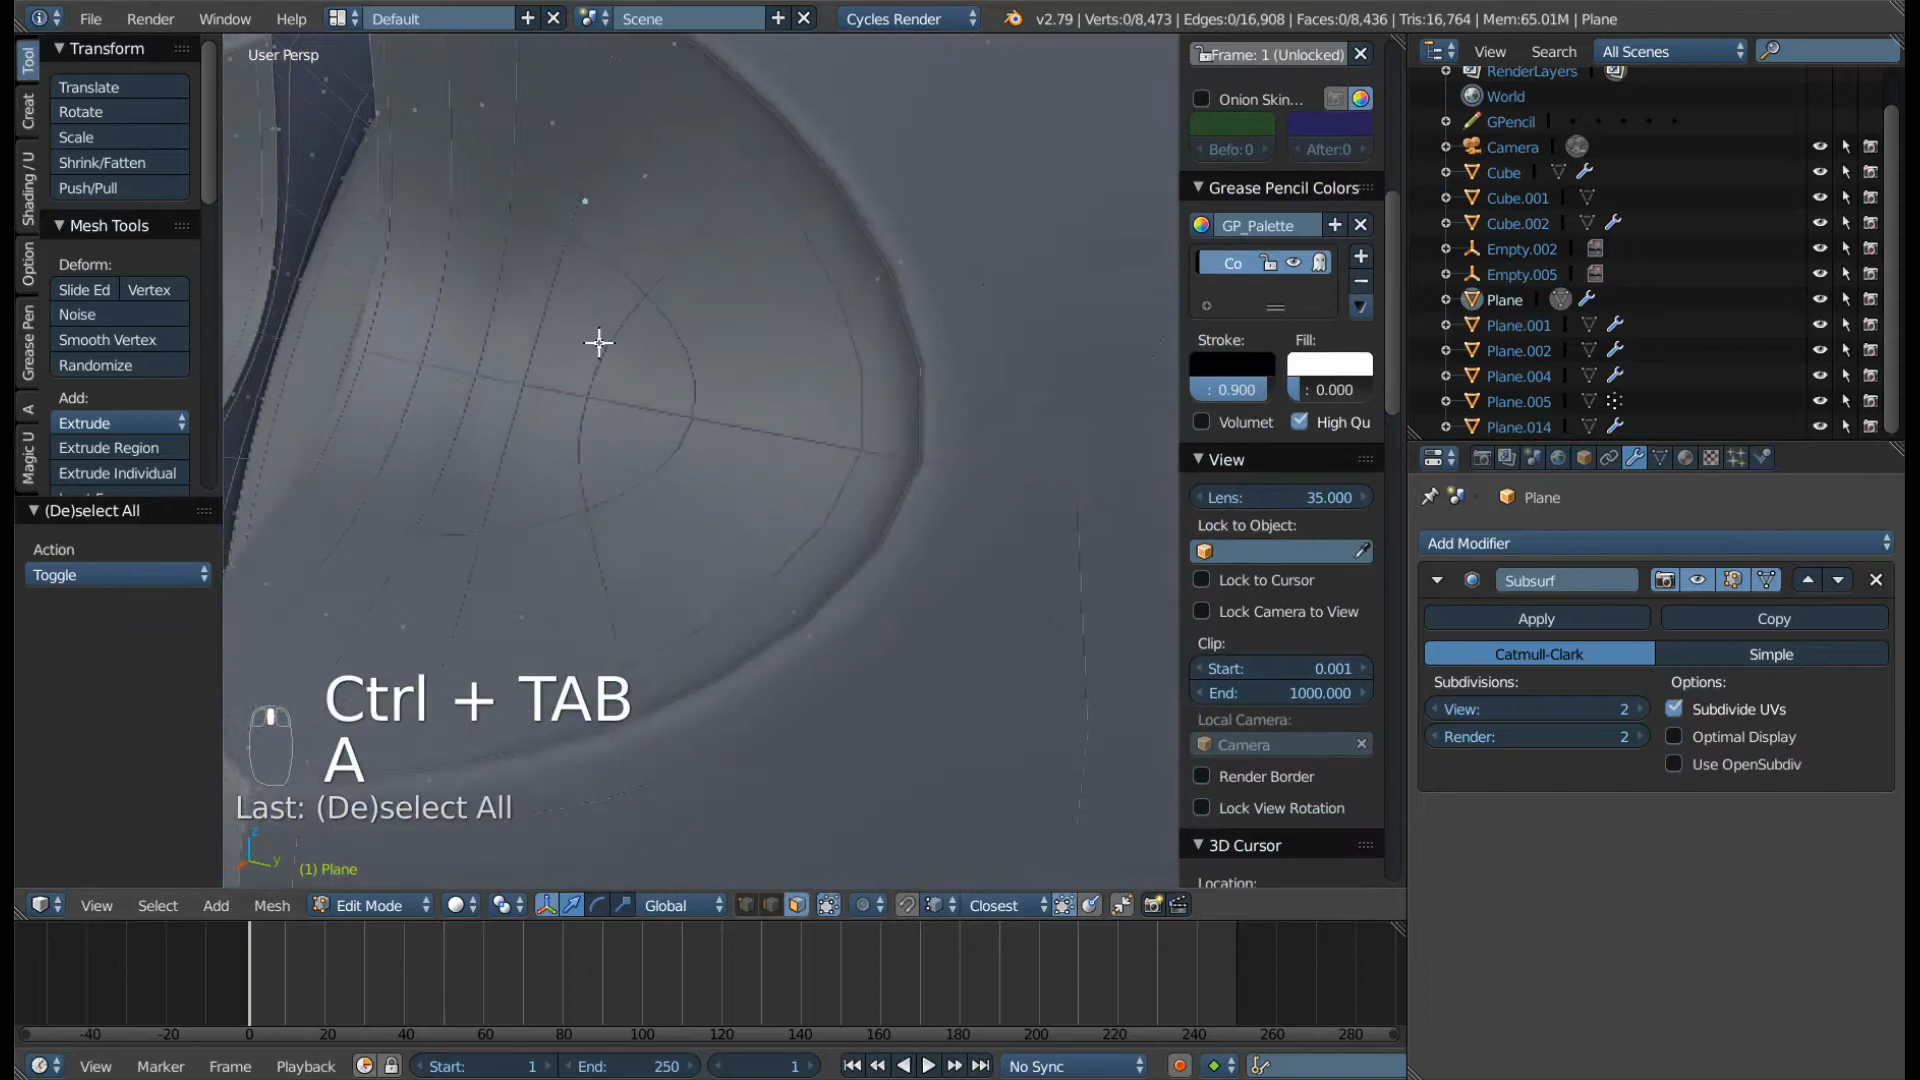 File Render Window Help Default Scene Cycles Render v2.79 | Verts:0/8,473 | Edges:0/16,908 | Faces:0/8,436 | Tris:16,764 | Mem:65.01M | Plane
Tool
Creat
Shading / U
Option
Grease Pen
A
Magic U
Transform
Translate
Rotate
Scale
Shrink/Fatten
Push/Pull
Mesh Tools
Deform:
Slide Ed Vertex
Noise
Smooth Vertex
Randomize
Add:
Extrude
Extrude Region
Extrude Individual
(De)select All
Action
Toggle
User Persp
Ctrl + TAB
A
Last: (De)select All
z
y
(1) Plane
Frame: 1 (Unlocked)
Onion Skin...
Befo: 0 After:0
Grease Pencil Colors
GP_Palette
Co
Stroke: Fill:
: 0.900 : 0.000
Volumet High Qu
View
Lens: 35.000
Lock to Object:
Lock to Cursor
Lock Camera to View
Clip:
Start: 0.001
End: 1000.000
Local Camera:
Camera
Render Border
Lock View Rotation
3D Cursor
Location:
View Search All Scenes
RenderLayers
World
GPencil
Camera
Cube
Cube.001
Cube.002
Empty.002
Empty.005
Plane
Plane.001
Plane.002
Plane.004
Plane.005
Plane.014
Plane
Add Modifier
Subsurf
Apply Copy
Catmull-Clark Simple
Subdivisions: Options:
View: 2 Subdivide UVs
Render: 2 Optimal Display
Use OpenSubdiv
View Select Add Mesh Edit Mode Global Closest
-40 -20 0 20 40 60 80 100 120 140 160 180 200 220 240 260 280
View Marker Frame Playback Start: 1 End: 250 1 No Sync